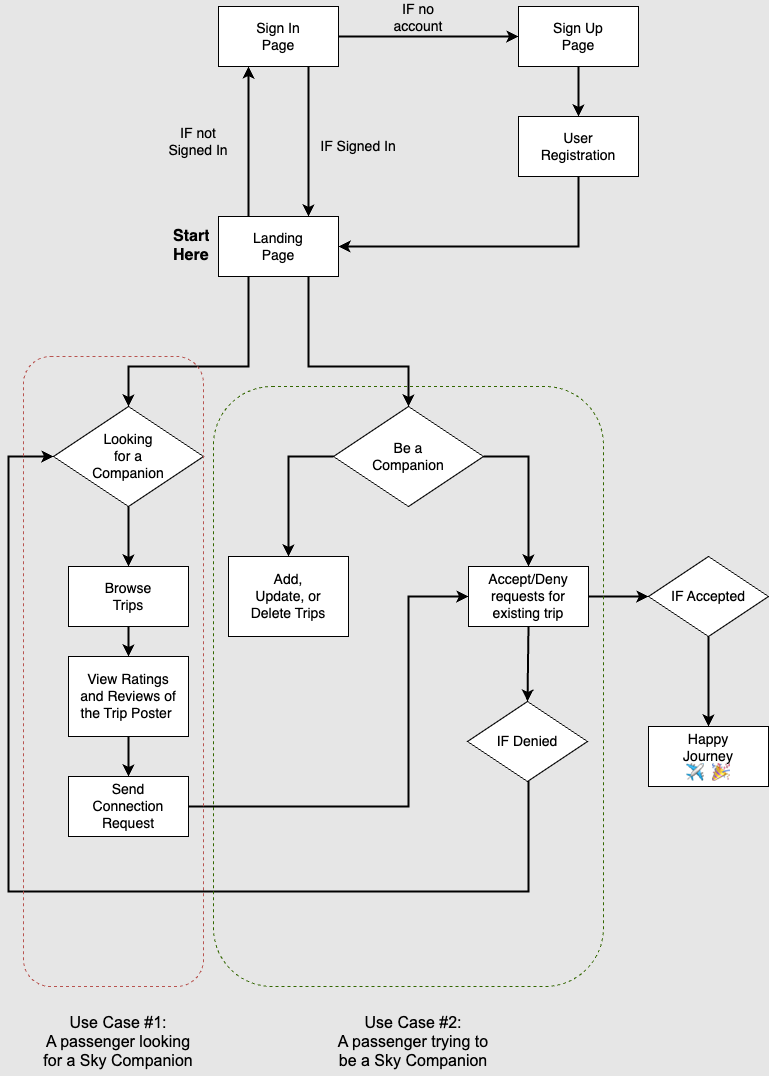 Sign In
Page
IF no
account
Sign Up
Page
IF not
Signed In
IF Signed In
User
Registration
Start
Here
Landing
Page
Looking
for a
Companion
Be a
Companion
Browse
Trips
Add,
Update, or
Delete Trips
Accept/Deny
requests for
existing trip
IF Accepted
View Ratings
and Reviews of
the Trip Poster
IF Denied
Happy
Journey
✈️ 🎉
Send
Connection
Request
Use Case #1:
A passenger looking
for a Sky Companion
Use Case #2:
A passenger trying to
be a Sky Companion